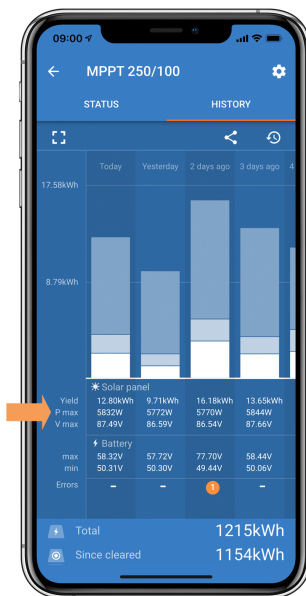 09:00
MPPT 250/100
STATUS HISTORY
Today Yesterday 2 days ago 3 days ago 4
17.58kWh
8.79kWh
Solar panel
Yield 12.80kWh 9.71kWh 16.18kWh 13.65kWh
P max 5832W 5772W 5770W 5844W
V max 87.49V 86.59V 86.54V 87.66V
Battery
max 58.32V 57.72V 77.70V 58.44V
min 50.31V 50.30V 49.44V 50.06V
Errors – – 1 –
Total 1215kWh
Since cleared 1154kWh